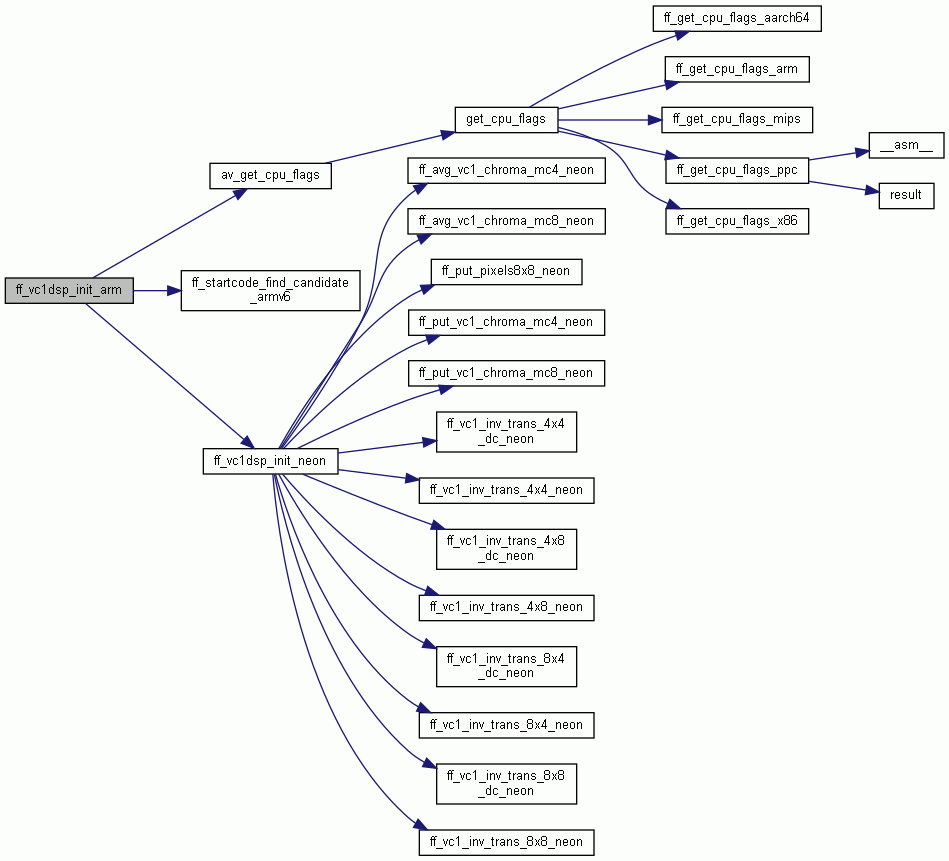 ff_get_cpu_flags_aarch64
ff_get_cpu_flags_arm
get_cpu_flags
ff_get_cpu_flags_mips
__asm__
av_get_cpu_flags
ff_avg_vc1_chroma_mc4_neon
ff_get_cpu_flags_ppc
result
ff_avg_vc1_chroma_mc8_neon
ff_get_cpu_flags_x86
ff_vc1dsp_init_arm
ff_startcode_find_candidate
_armv6
ff_put_pixels8x8_neon
ff_put_vc1_chroma_mc4_neon
ff_put_vc1_chroma_mc8_neon
ff_vc1_inv_trans_4x4
_dc_neon
ff_vc1dsp_init_neon
ff_vc1_inv_trans_4x4_neon
ff_vc1_inv_trans_4x8
_dc_neon
ff_vc1_inv_trans_4x8_neon
ff_vc1_inv_trans_8x4
_dc_neon
ff_vc1_inv_trans_8x4_neon
ff_vc1_inv_trans_8x8
_dc_neon
ff_vc1_inv_trans_8x8_neon